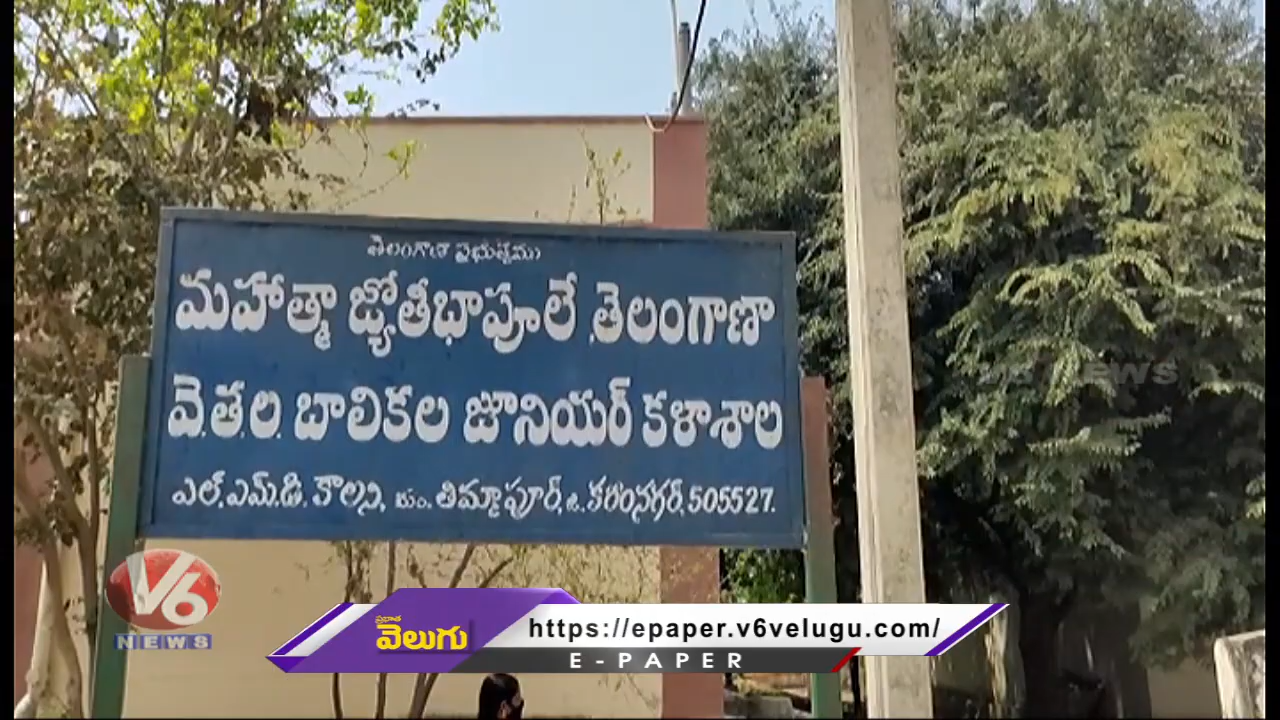 తెలంగాణ ప్రభుత్వము
మహాత్మా జ్యోతీభాపూలే తెలంగాణా
వె.త.ల. బాలికల జూనియర్ కళాశాల
ఎల్.ఎమ్.డి. కాలని, మం. తిమ్మాపూర్, జి. కరింనగర్, 505527.
V6
NEWS
ప్రభాత
వెలుగు
https://epaper.v6velugu.com/
E-PAPER